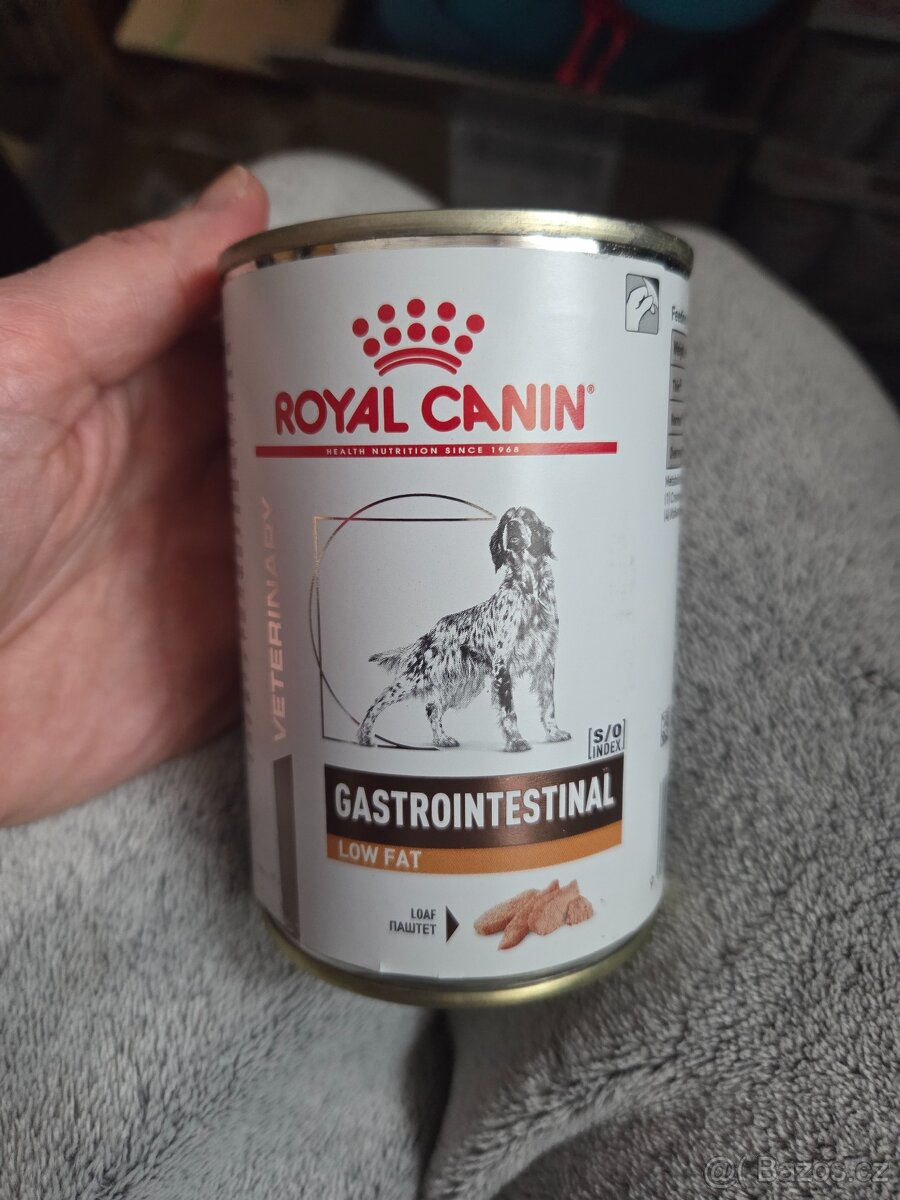 ROYAL CANIN®
HEALTH NUTRITION SINCE 1968
VETERINARY
S/O
INDEX
GASTROINTESTINAL
LOW FAT
LOAF
ПАШТЕТ
@ Bazos.cz